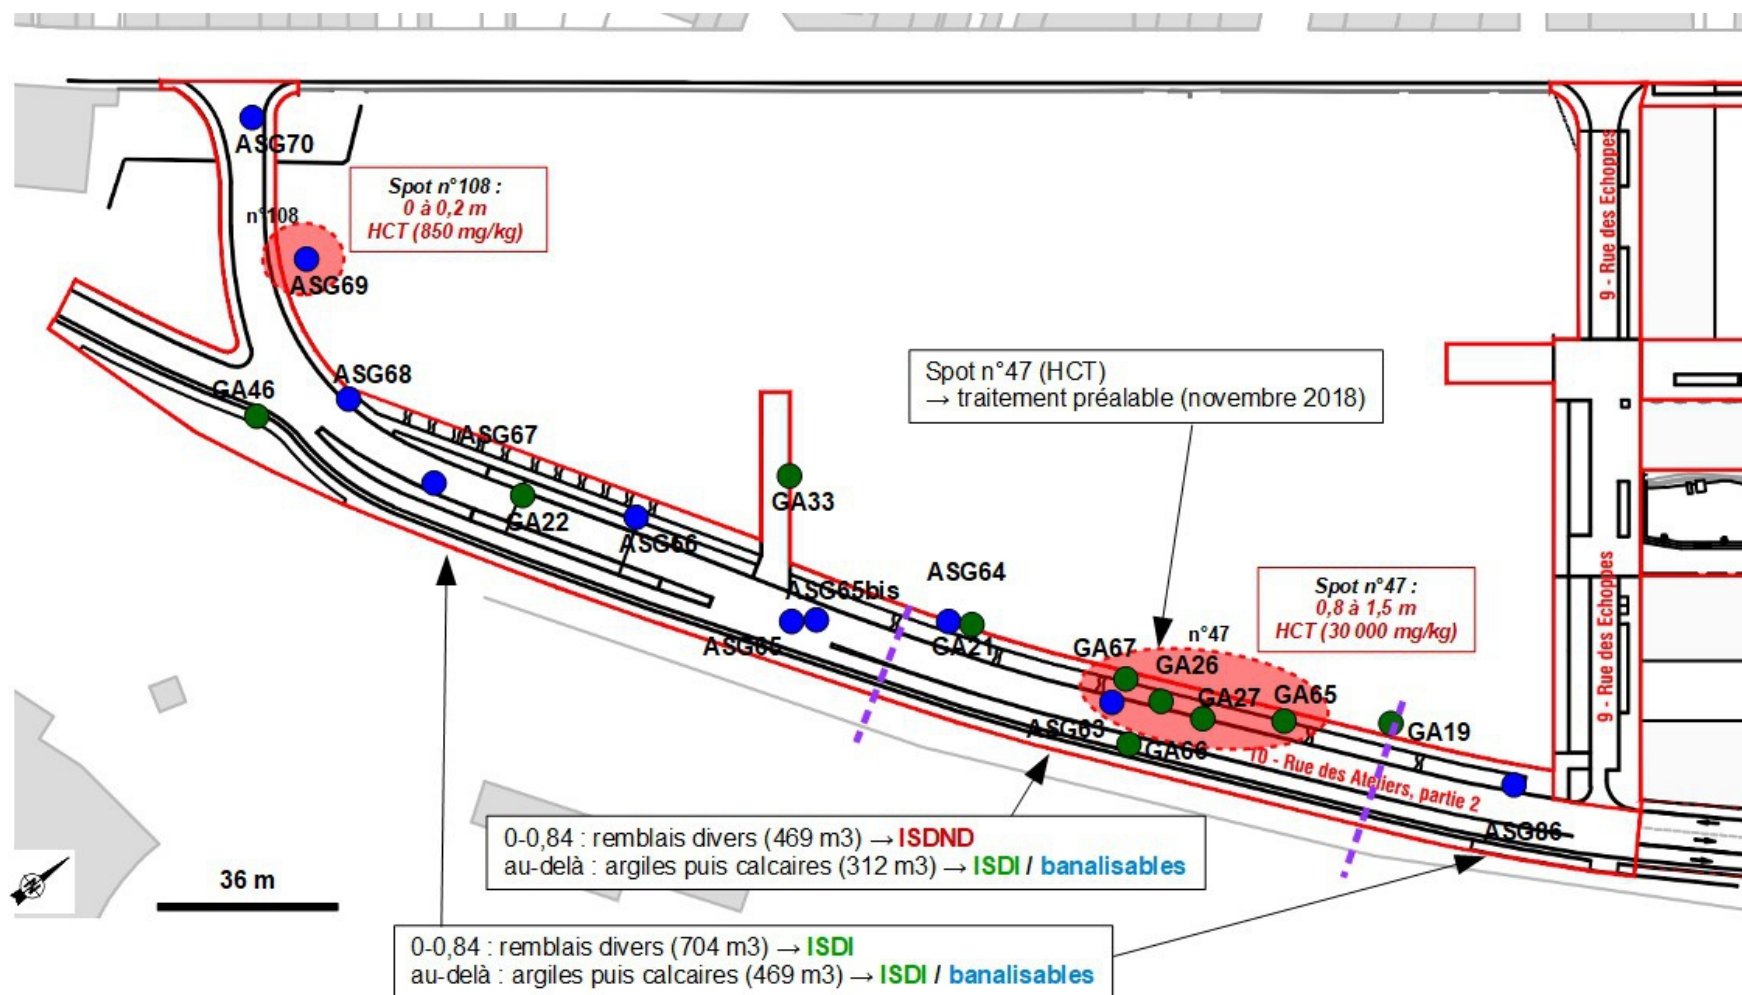 ASG70
Spot n°108 :
0 à 0,2 m
HCT (850 mg/kg)
n°108
ASG69
9 - Rue des Echoppes
ASG68
GA46
Spot n°47 (HCT)
→ traitement préalable (novembre 2018)
ASG67
GA33
GA22
ASG66
ASG64
ASG65bis
Spot n°47 :
0,8 à 1,5 m
HCT (30 000 mg/kg)
9 - Rue des Echoppes
ASG65
GA21
GA67
n°47
GA26
GA27
GA65
ASG63
GA66
GA19
10 - Rue des Ateliers, partie 2
ASG86
0-0,84 : remblais divers (469 m3) → ISDND
au-delà : argiles puis calcaires (312 m3) → ISDI / banalisables
N
36 m
0-0,84 : remblais divers (704 m3) → ISDI
au-delà : argiles puis calcaires (469 m3) → ISDI / banalisables